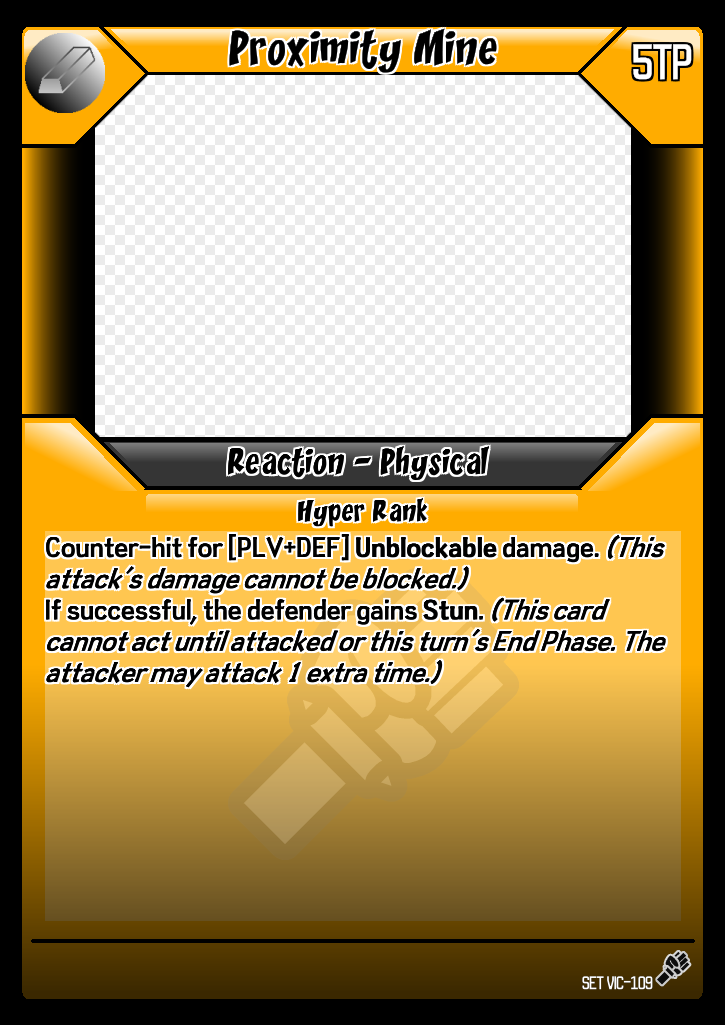 Proximity Mine
5TP
Reaction - Physical
Hyper Rank
Counter-hit for [PLV+DEF] Unblockable damage. (This
attack's damage cannot be blocked.)
If successful, the defender gains Stun. (This card
cannot act until attacked or this turn's End Phase. The
attacker may attack 1 extra time.)
SET VIC-109